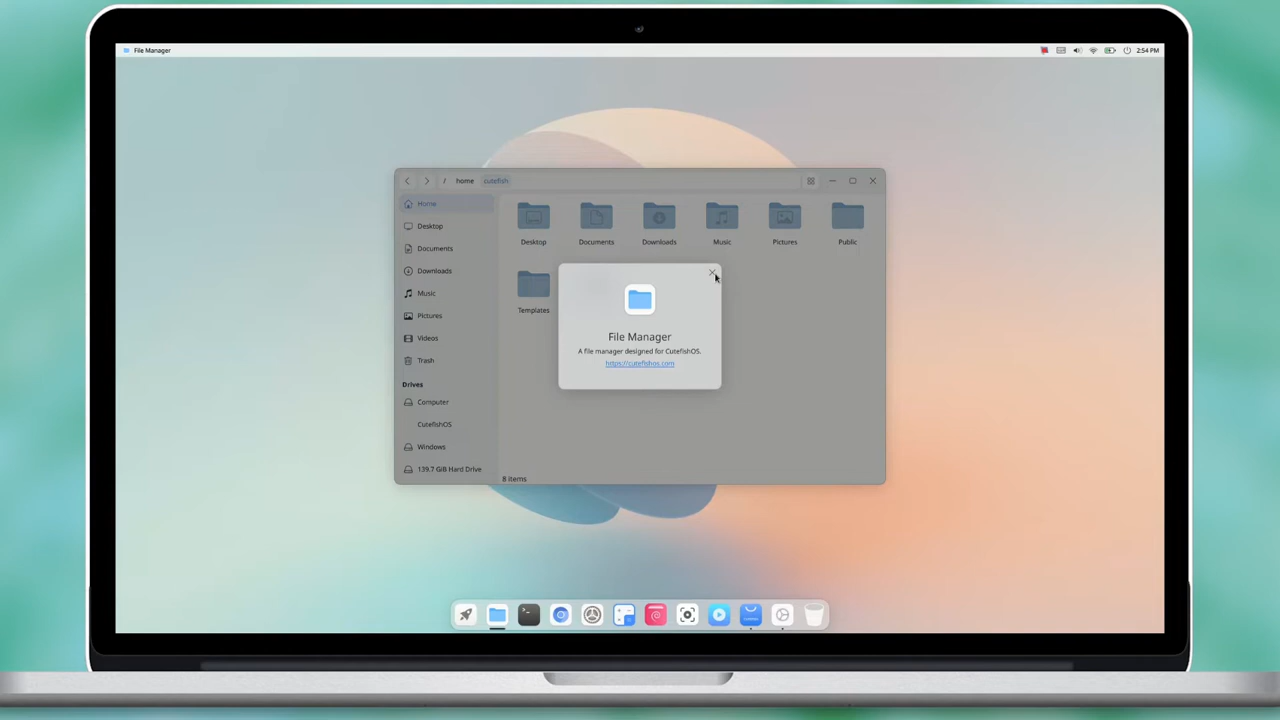 File Manager
2:54 PM
/ home cutefish
Home
Desktop
Documents
Downloads
Music
Pictures
Videos
Trash
Drives
Computer
CutefishOS
Windows
139.7 GiB Hard Drive
Desktop Documents Downloads Music Pictures Public
Templates
File Manager
A file manager designed for CutefishOS.
https://cutefishos.com
8 items